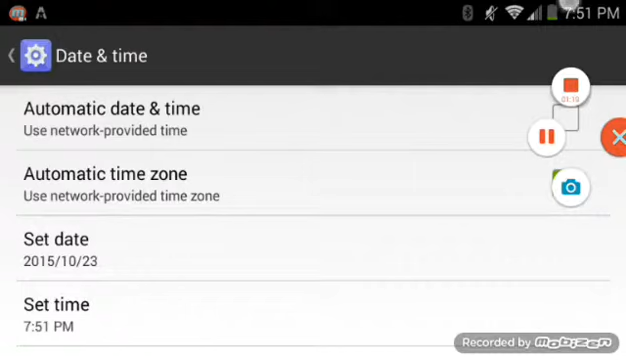 A
7:51 PM
Date & time
Automatic date & time
Use network-provided time
01:19
Automatic time zone
Use network-provided time zone
Set date
2015/10/23
Set time
7:51 PM
Recorded by mobizen